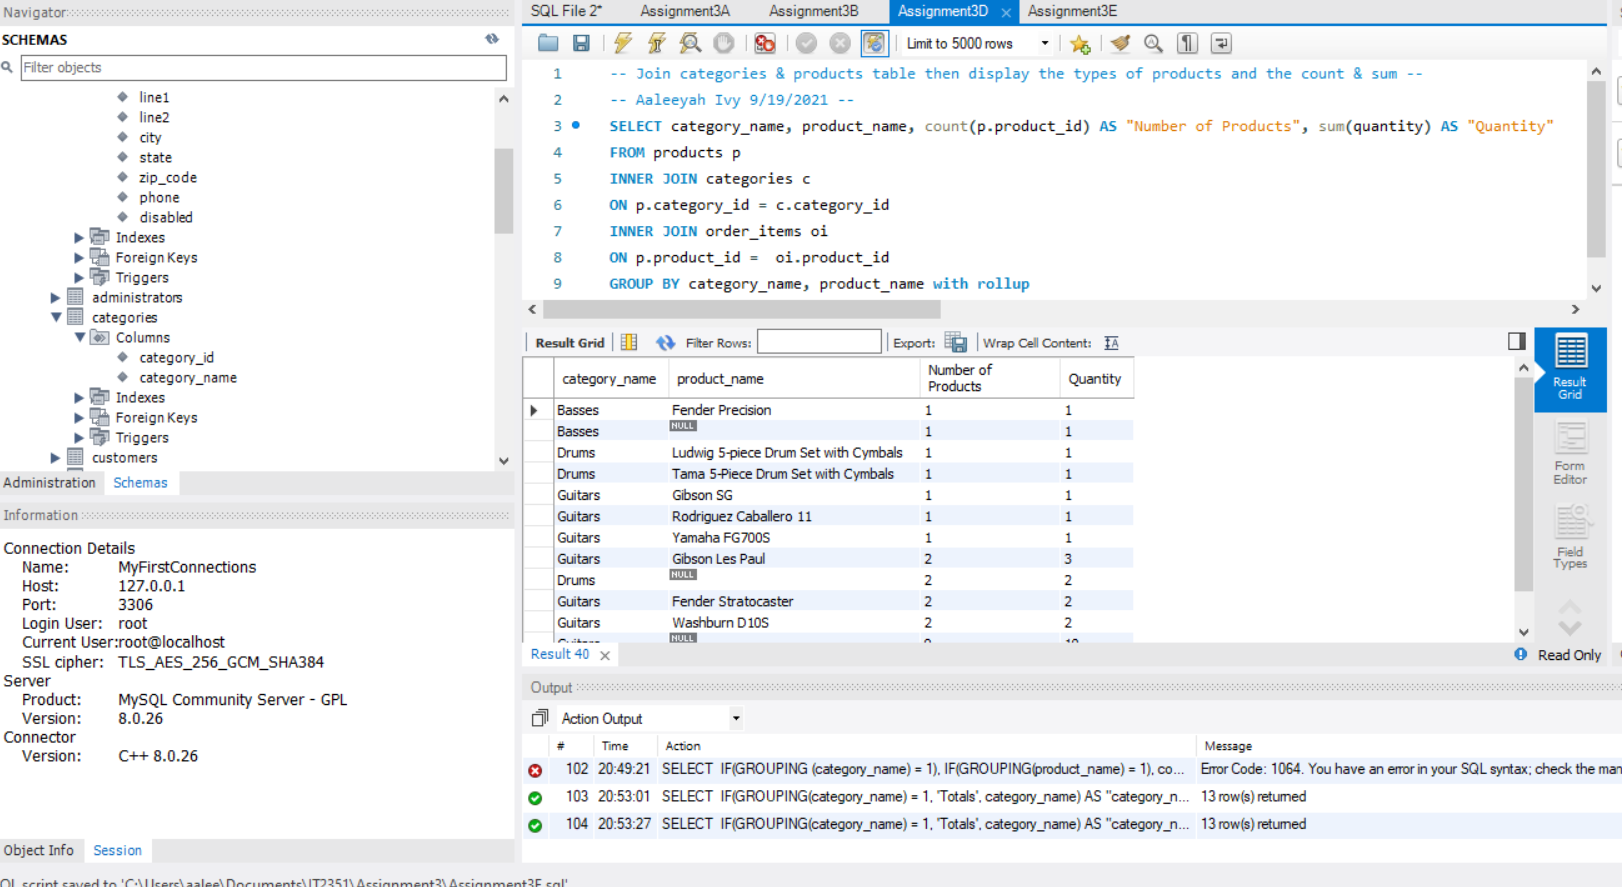 Navigator
SCHEMAS
Filter objects
line1
line2
city
state
zip_code
phone
disabled
Indexes
Foreign Keys
Triggers
administrators
categories
Columns
category_id
category_name
Indexes
Foreign Keys
Triggers
customers
Administration Schemas
Information
Connection Details
Name: MyFirstConnections
Host: 127.0.0.1
Port: 3306
Login User: root
Current User:root@localhost
SSL cipher: TLS_AES_256_GCM_SHA384
Server
Product: MySQL Community Server - GPL
Version: 8.0.26
Connector
Version: C++ 8.0.26
Object Info Session
SQL File 2* Assignment3A Assignment3B Assignment3D Assignment3E
Limit to 5000 rows
1 -- Join categories & products table then display the types of products and the count & sum --
2 -- Aaleeyah Ivy 9/19/2021 --
3 SELECT category_name, product_name, count(p.product_id) AS "Number of Products", sum(quantity) AS "Quantity"
4 FROM products p
5 INNER JOIN categories c
6 ON p.category_id = c.category_id
7 INNER JOIN order_items oi
8 ON p.product_id = oi.product_id
9 GROUP BY category_name, product_name with rollup
Result Grid Filter Rows: Export: Wrap Cell Content:
category_name product_name Number of Products Quantity
Basses Fender Precision 1 1
Basses NULL 1 1
Drums Ludwig 5-piece Drum Set with Cymbals 1 1
Drums Tama 5-Piece Drum Set with Cymbals 1 1
Guitars Gibson SG 1 1
Guitars Rodriguez Caballero 11 1 1
Guitars Yamaha FG700S 1 1
Guitars Gibson Les Paul 2 3
Drums NULL 2 2
Guitars Fender Stratocaster 2 2
Guitars Washburn D10S 2 2
Guitars NULL
Result Grid
Form Editor
Field Types
Result 40
Read Only
Output
Action Output
# Time Action Message
102 20:49:21 SELECT IF(GROUPING (category_name) = 1), IF(GROUPING(product_name) = 1), co... Error Code: 1064. You have an error in your SQL syntax; check the man
103 20:53:01 SELECT IF(GROUPING(category_name) = 1, 'Totals', category_name) AS "category_n... 13 row(s) returned
104 20:53:27 SELECT IF(GROUPING(category_name) = 1, 'Totals', category_name) AS "category_n... 13 row(s) returned
QL script saved to 'C:\Users\aalee\Documents\IT2351\Assignment3\Assignment3E.sql'